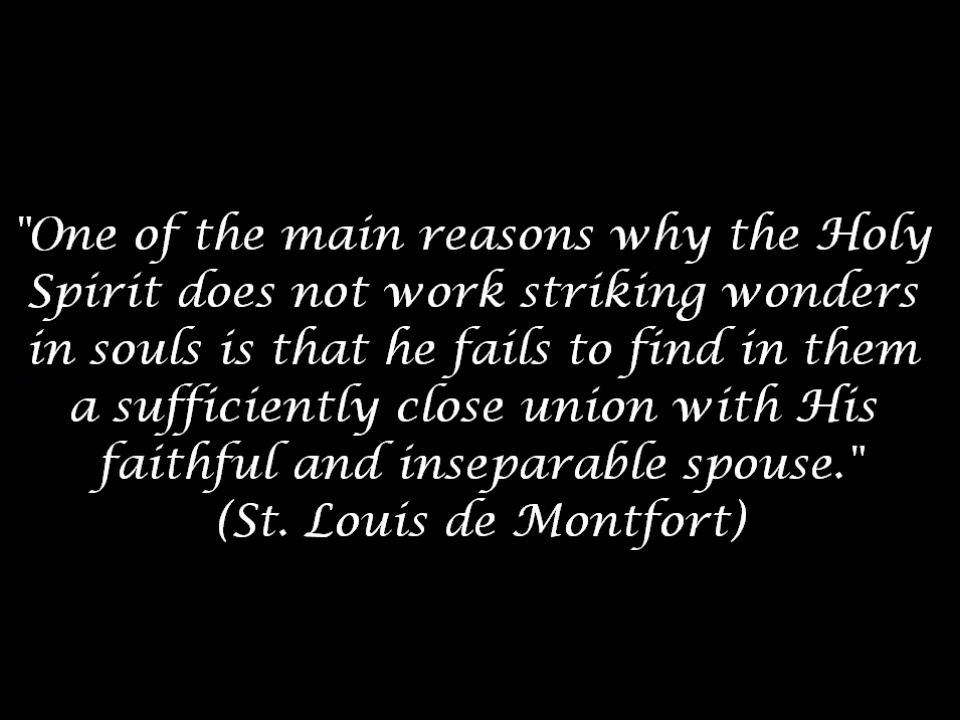 "One of the main reasons why the Holy
Spirit does not work striking wonders
in souls is that he fails to find in them
a sufficiently close union with His
faithful and inseparable spouse."
(St. Louis de Montfort)